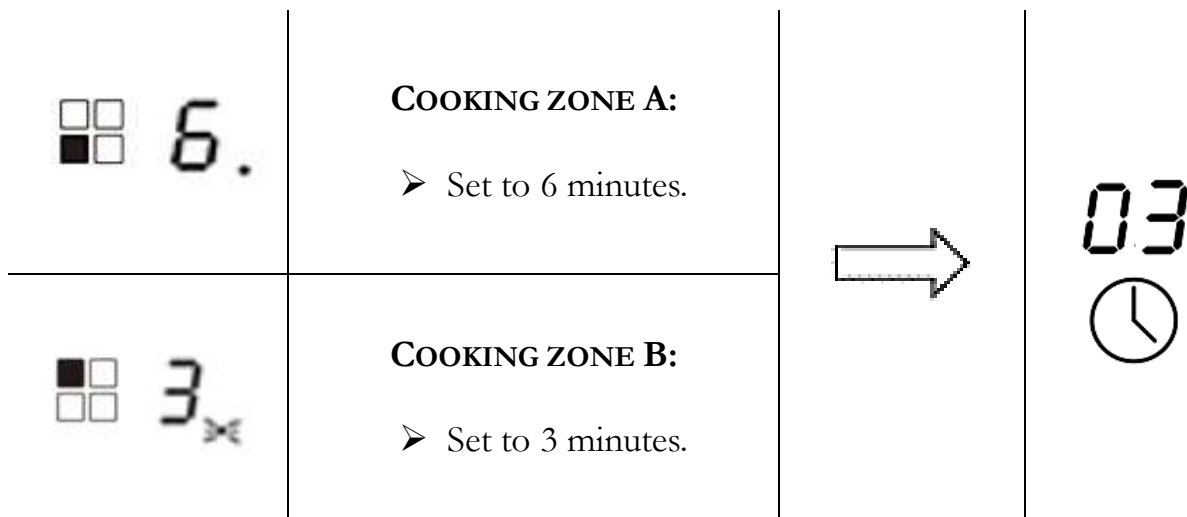 6.
COOKING ZONE A:
➢ Set to 6 minutes.
03
3
COOKING ZONE B:
➢ Set to 3 minutes.